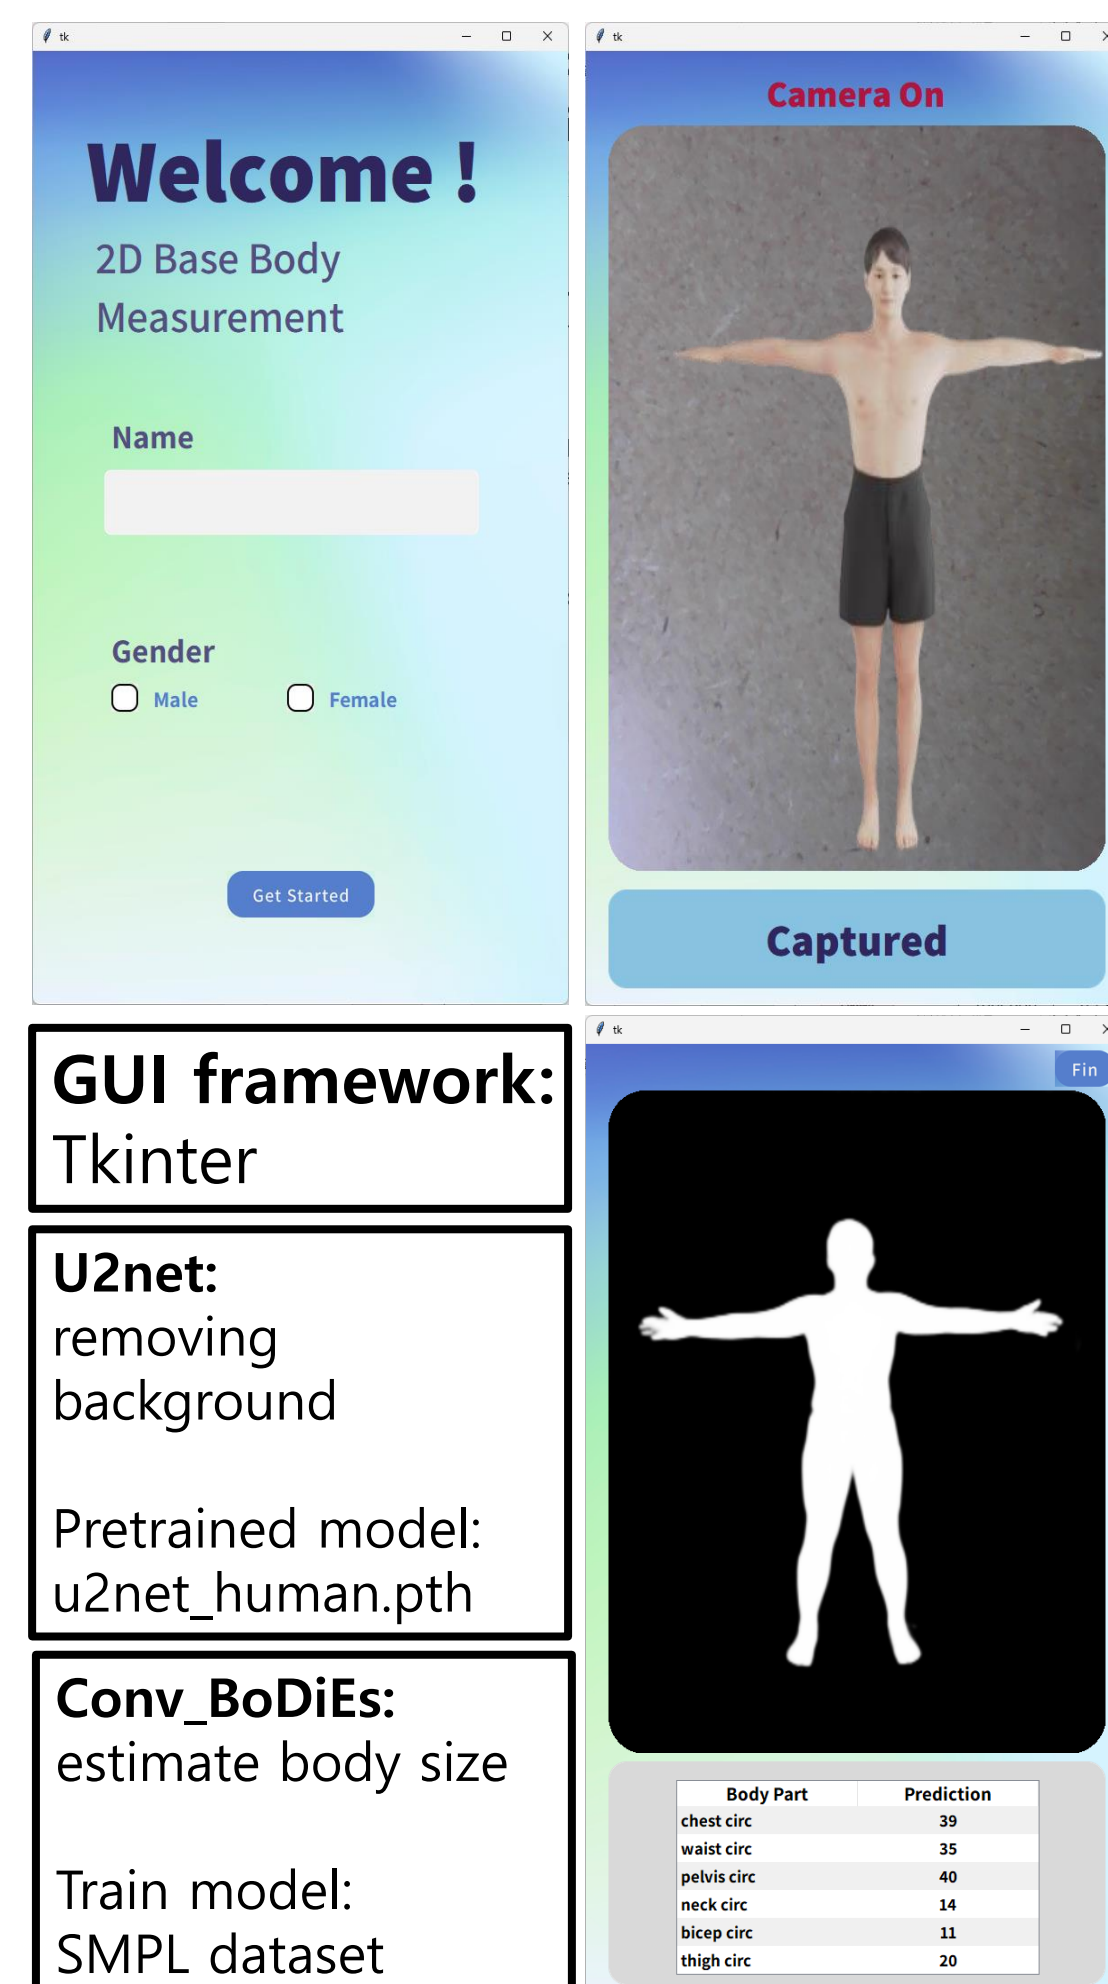 tk
Welcome !
2D Base Body
Measurement
Name
Gender
Male Female
Get Started
tk
Camera On
Captured
GUI framework:
Tkinter
U2net:
removing
background
Pretrained model:
u2net_human.pth
Conv_BoDiEs:
estimate body size
Train model:
SMPL dataset
tk
Fin
Body Part Prediction
chest circ 39
waist circ 35
pelvis circ 40
neck circ 14
bicep circ 11
thigh circ 20